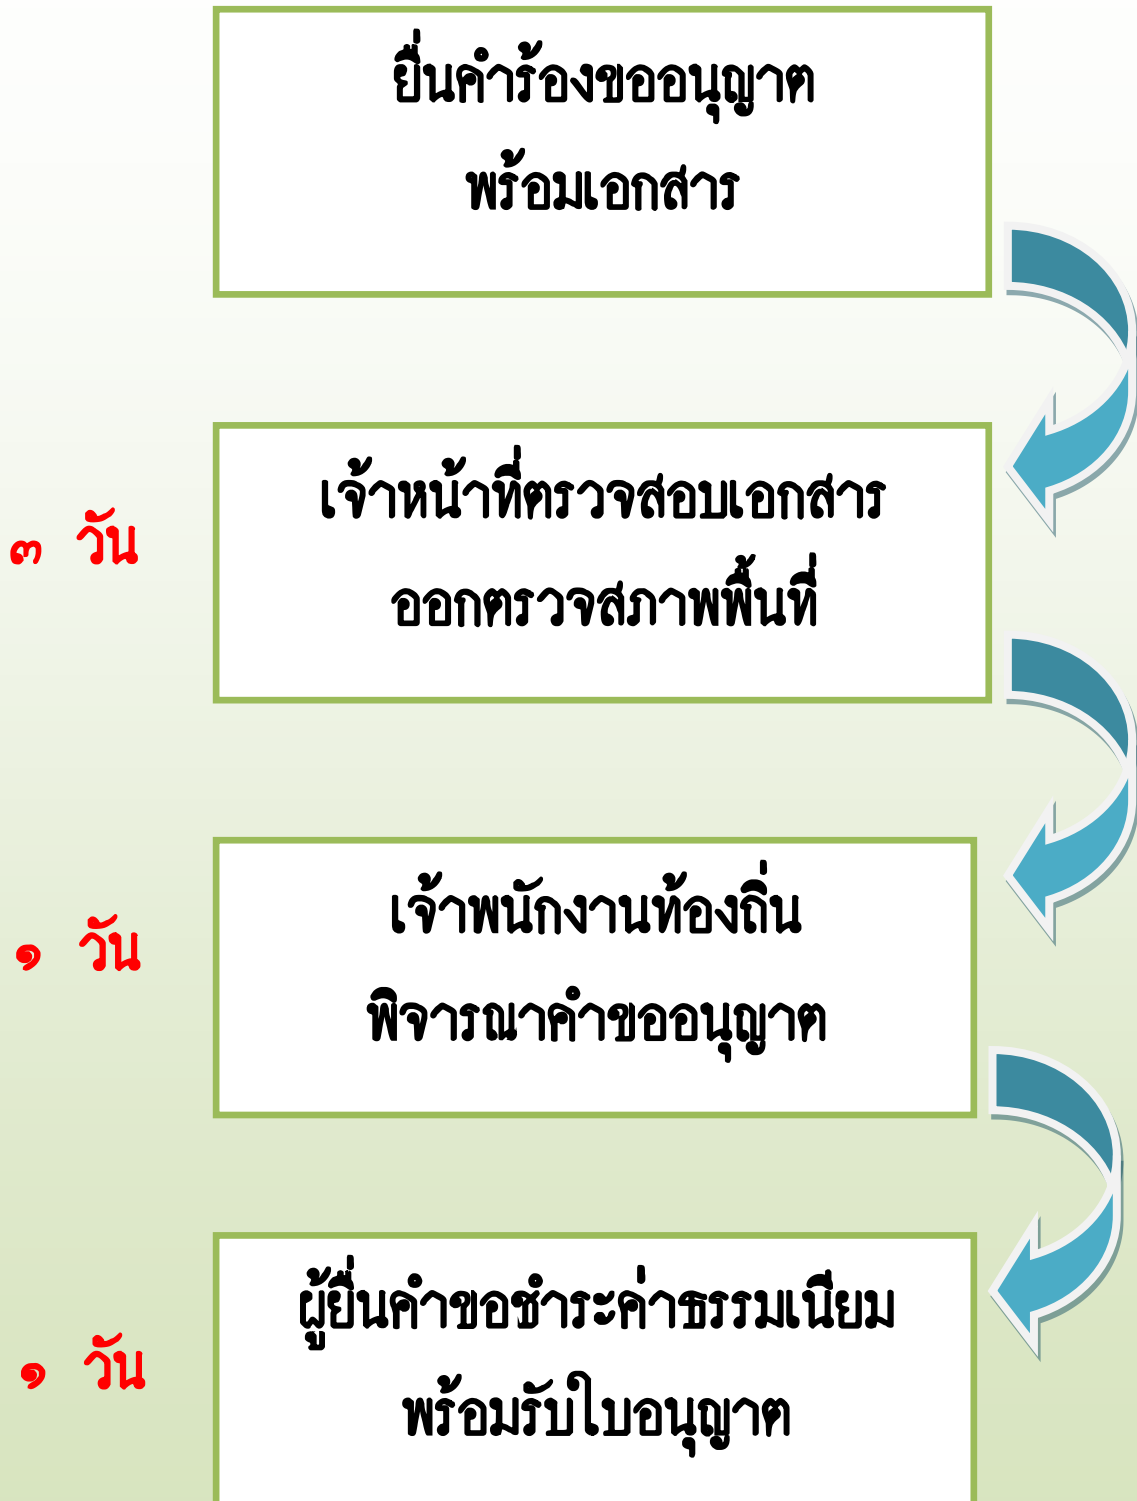 ยื่นคำร้องขออนุญาต
พร้อมเอกสาร
๓ วัน
เจ้าหน้าที่ตรวจสอบเอกสาร
ออกตรวจสภาพพื้นที่
๑ วัน
เจ้าพนักงานท้องถิ่น
พิจารณาคำขออนุญาต
๑ วัน
ผู้ยื่นคำขอชำระค่าธรรมเนียม
พร้อมรับใบอนุญาต